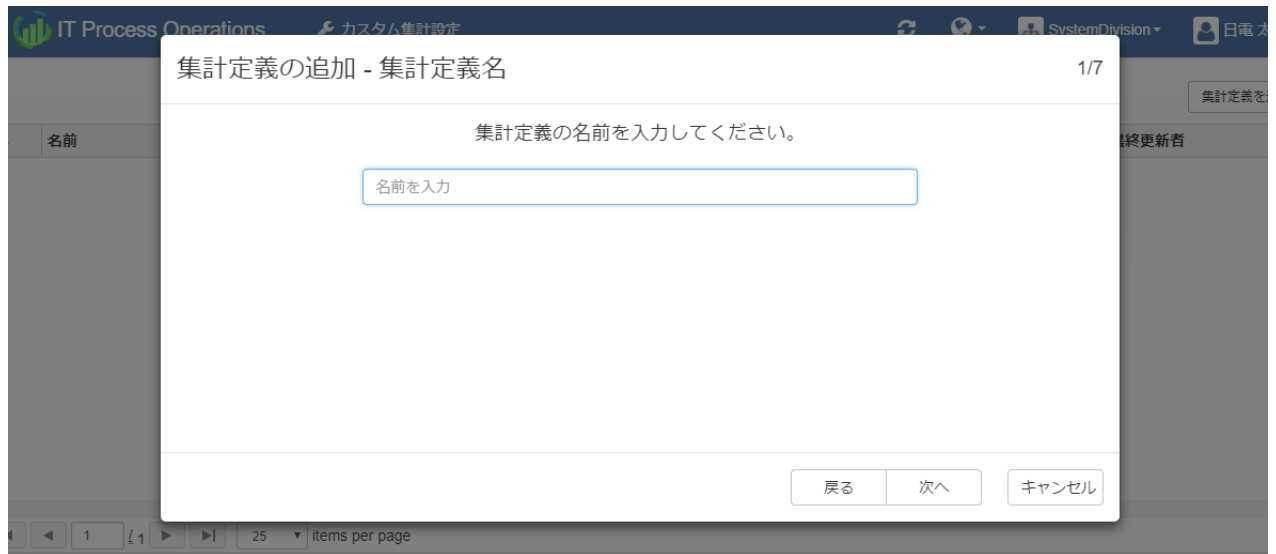 IT Process Operations カスタム集計設定 SystemDivision 日電 太
集計定義の追加 - 集計定義名 1/7
集計定義を
名前 最終更新者
集計定義の名前を入力してください。
名前を入力
戻る 次へ キャンセル
1 / 1 25 items per page